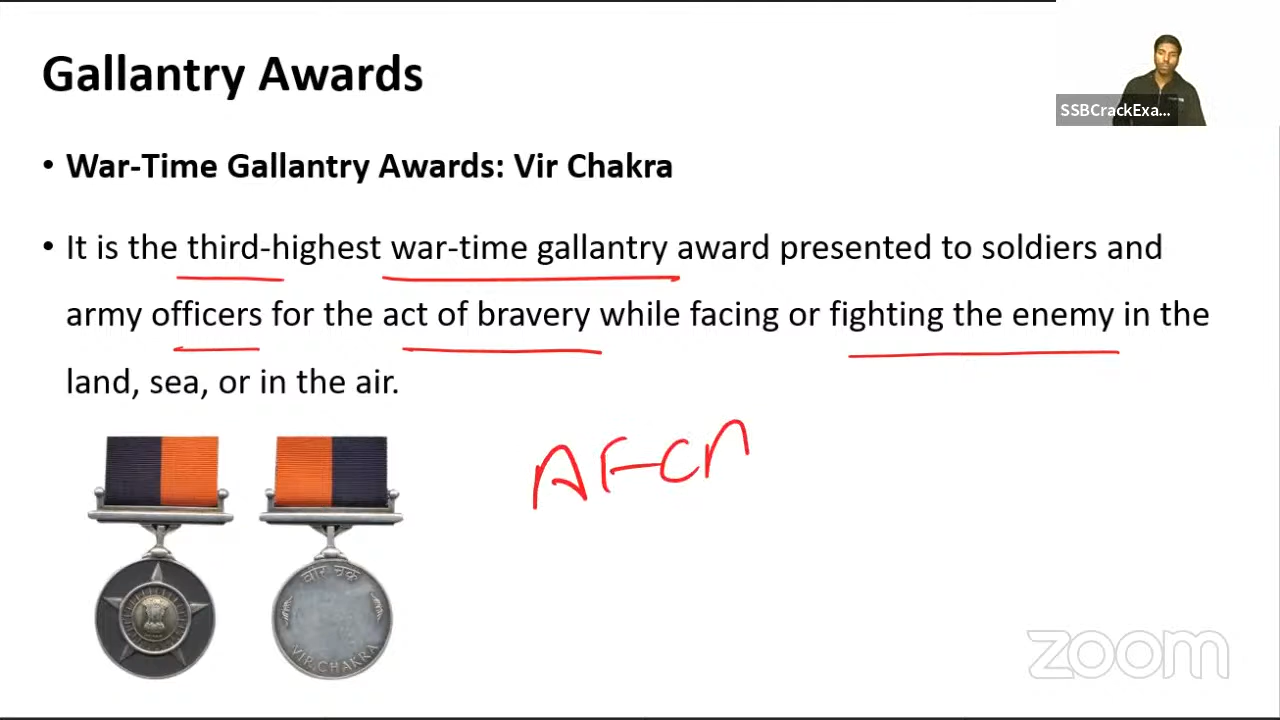 Gallantry Awards
SSBCrackExa...
• War-Time Gallantry Awards: Vir Chakra
• It is the third-highest war-time gallantry award presented to soldiers and
army officers for the act of bravery while facing or fighting the enemy in the
land, sea, or in the air.
वीर चक्र
VIR CHAKRA
zoom